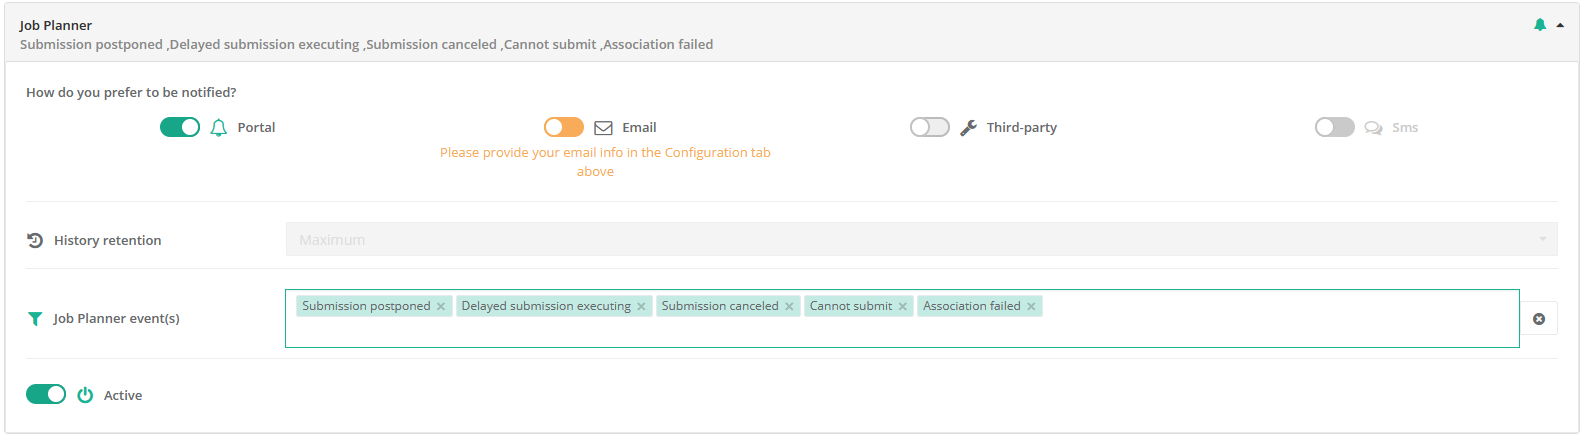 Job Planner
Submission postponed ,Delayed submission executing ,Submission canceled ,Cannot submit ,Association failed
How do you prefer to be notified?
Portal
Email
Third-party
Sms
Please provide your email info in the Configuration tab
above
History retention
Maximum
Job Planner event(s)
Submission postponed × Delayed submission executing × Submission canceled × Cannot submit × Association failed ×
Active